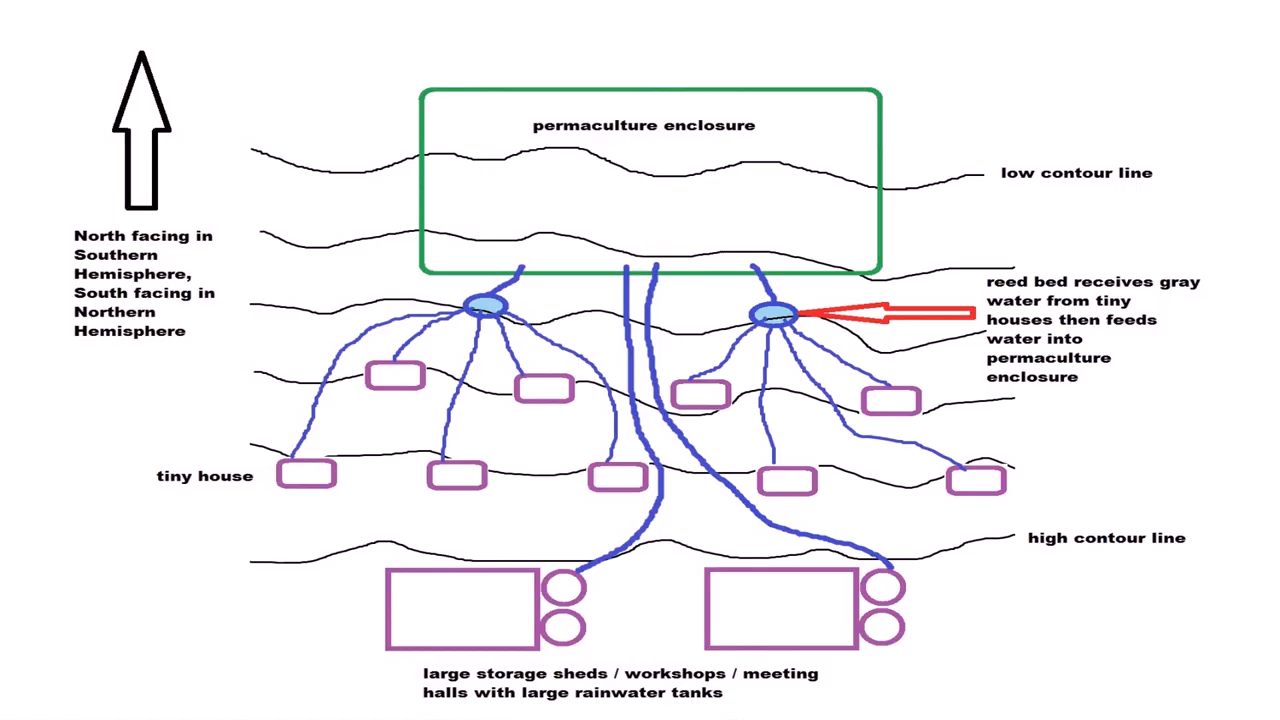 permaculture enclosure
low contour line
North facing in
Southern
Hemisphere,
South facing in
Northern
Hemisphere
reed bed receives gray
water from tiny
houses then feeds
water into
permaculture
enclosure
tiny house
high contour line
large storage sheds / workshops / meeting
halls with large rainwater tanks